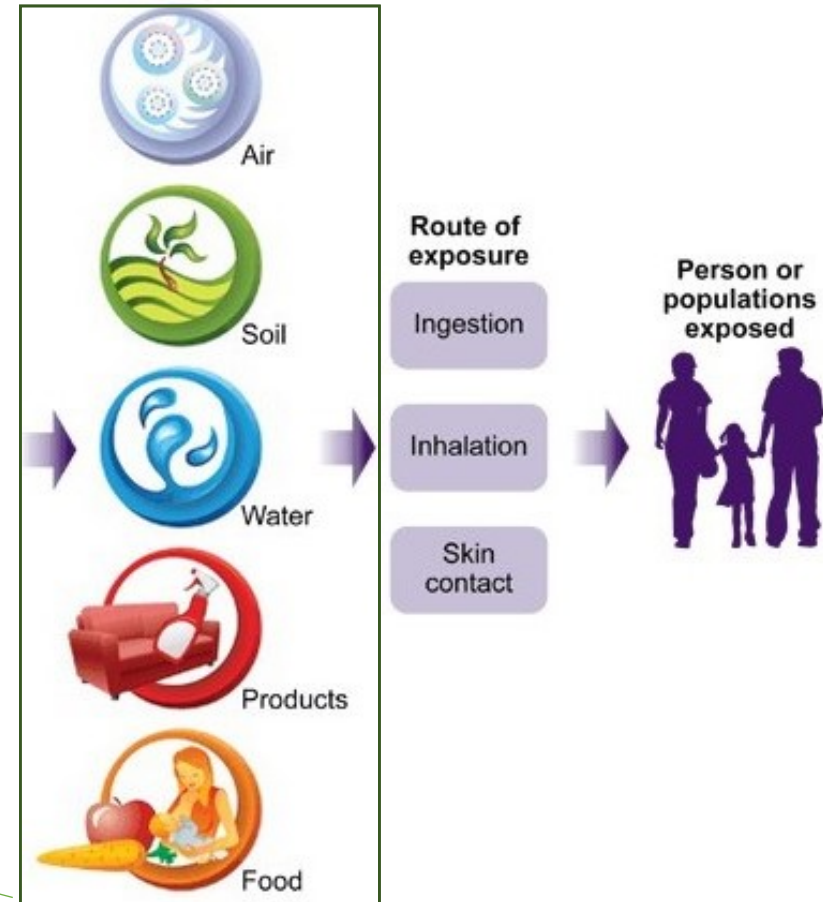 Air
Soil
Water
Products
Food
Route of
exposure
Ingestion
Inhalation
Skin
contact
Person or
populations
exposed